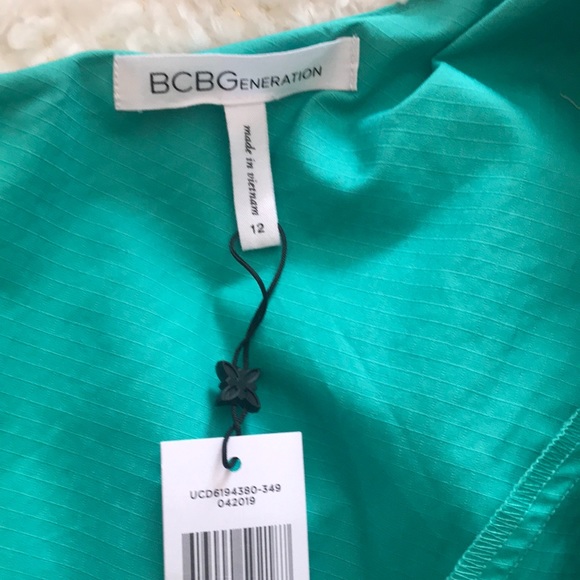 BCBGENERATION
made in vietnam
12
UCD6194380-349
042019